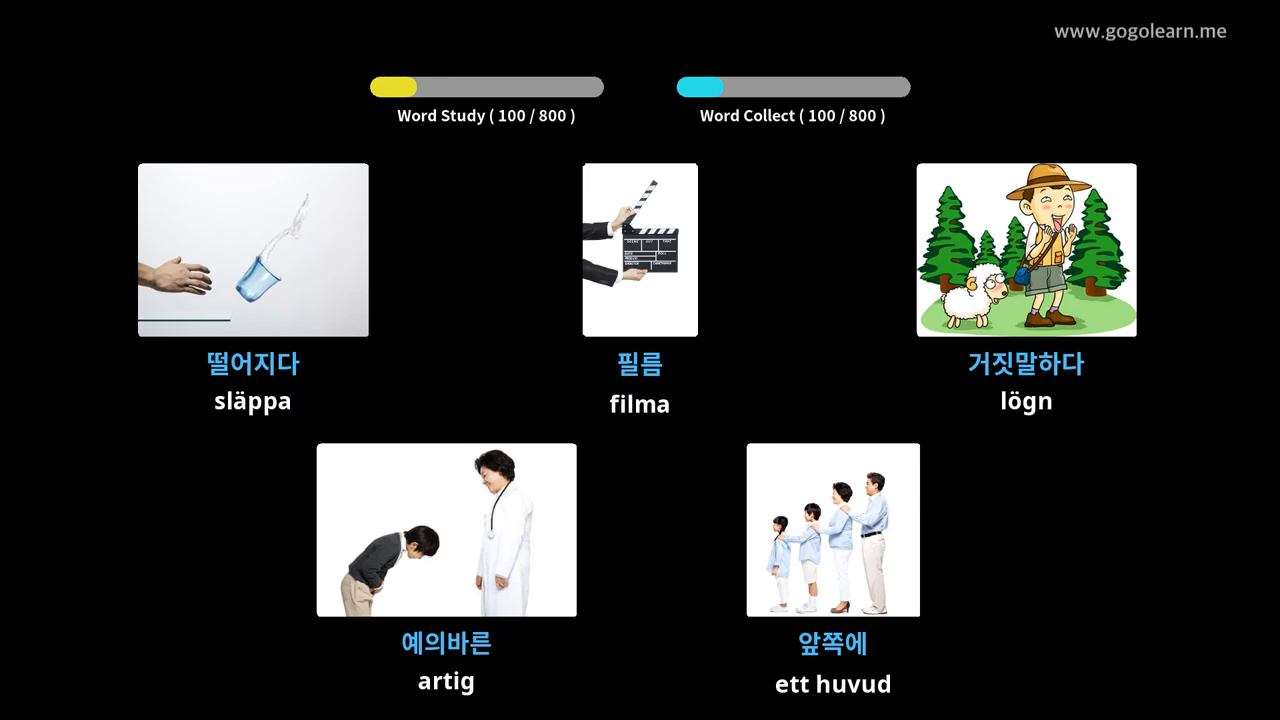 www.gogolearn.me
Word Study ( 100 / 800 )
Word Collect ( 100 / 800 )
떨어지다
släppa
필름
filma
거짓말하다
lögn
예의바른
artig
앞쪽에
ett huvud